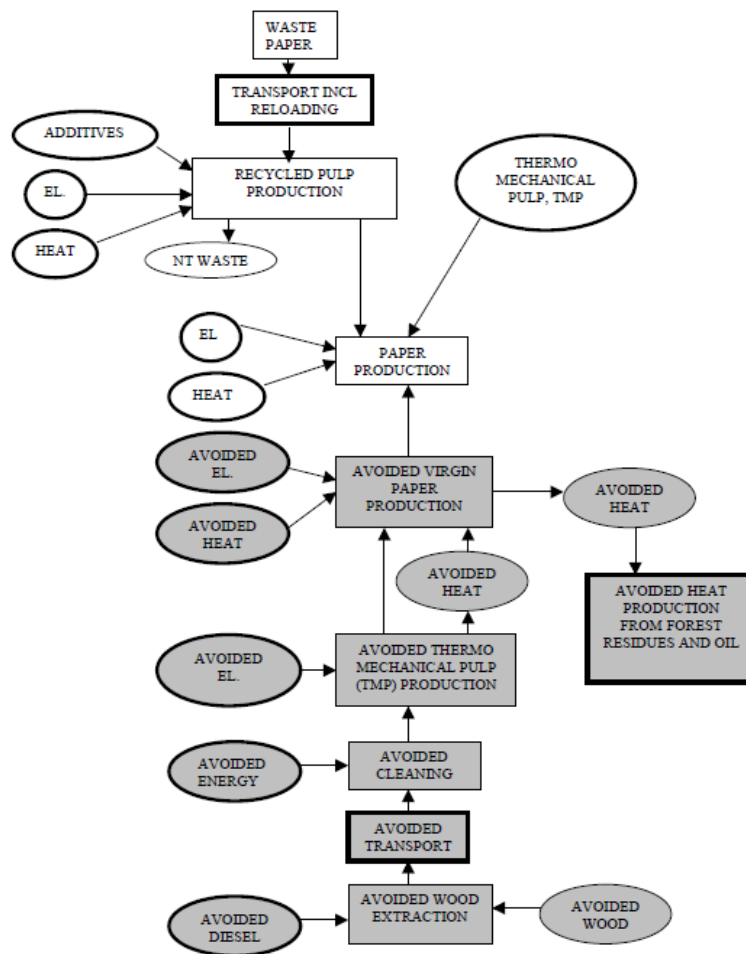 WASTE
PAPER
TRANSPORT INCL
RELOADING
ADDITIVES
RECYCLED PULP
PRODUCTION
THERMO
MECHANICAL
PULP, TMP
EL.
HEAT
NT WASTE
EL
PAPER
PRODUCTION
HEAT
AVOIDED
EL.
AVOIDED VIRGIN
PAPER
PRODUCTION
AVOIDED
HEAT
AVOIDED
HEAT
AVOIDED
HEAT
AVOIDED HEAT
PRODUCTION
FROM FOREST
RESIDUES AND OIL
AVOIDED
EL.
AVOIDED THERMO
MECHANICAL PULP
(TMP) PRODUCTION
AVOIDED
ENERGY
AVOIDED
CLEANING
AVOIDED
TRANSPORT
AVOIDED
DIESEL
AVOIDED WOOD
EXTRACTION
AVOIDED
WOOD